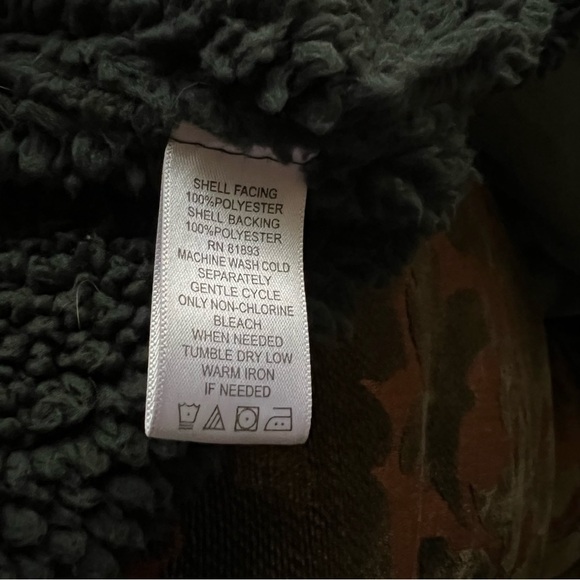 SHELL FACING
100%POLYESTER
SHELL BACKING
100%POLYESTER
RN 81893
MACHINE WASH COLD
SEPARATELY
GENTLE CYCLE
ONLY NON-CHLORINE
BLEACH
WHEN NEEDED
TUMBLE DRY LOW
WARM IRON
IF NEEDED